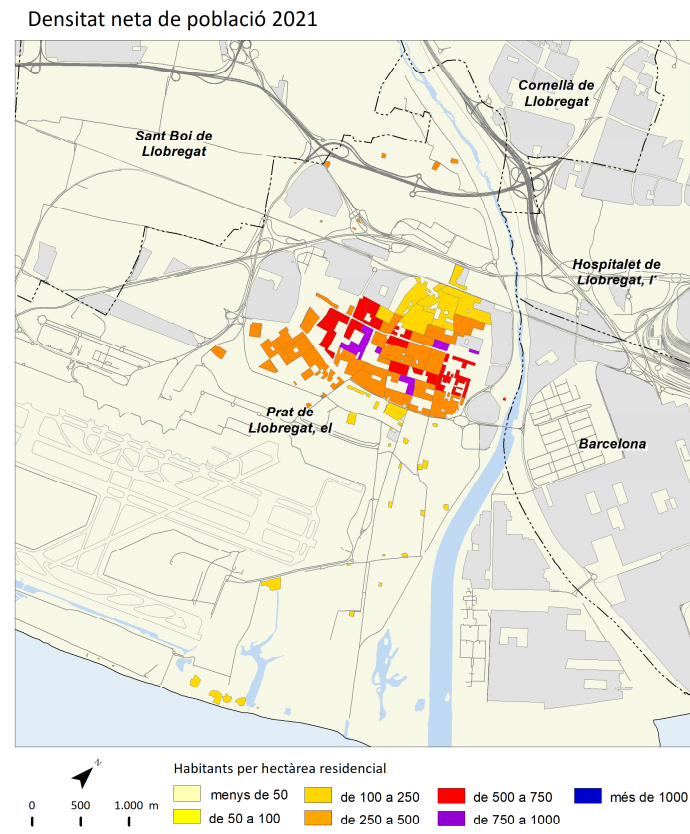 Densitat neta de població 2021
Cornellà de
Llobregat
Sant Boi de
Llobregat
Hospitalet de
Llobregat, l'
Prat de
Llobregat, el
Barcelona
N
0 500 1.000 m
Habitants per hectàrea residencial
menys de 50
de 100 a 250
de 500 a 750
més de 1000
de 50 a 100
de 250 a 500
de 750 a 1000